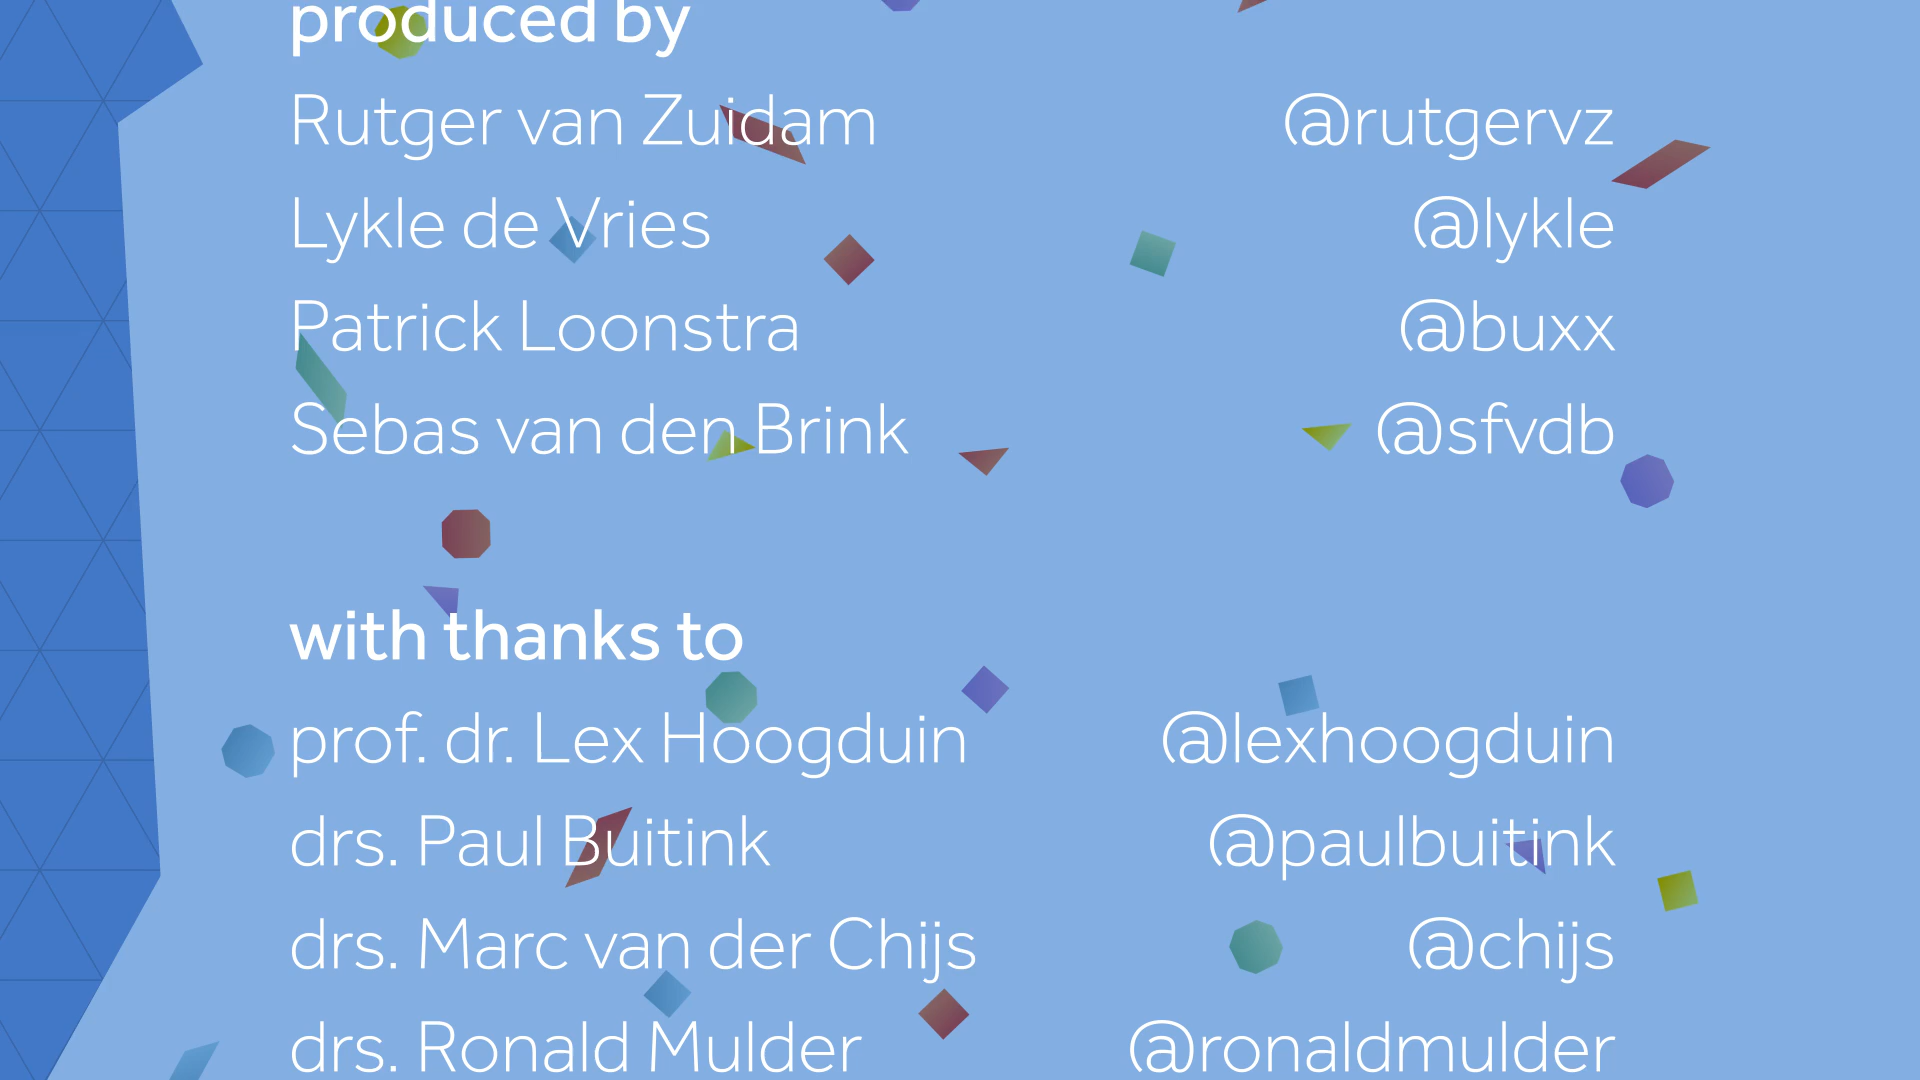 produced by
Rutger van Zuidam @rutgervz
Lykle de Vries @lykle
Patrick Loonstra @buxx
Sebas van den Brink @sfvdb
with thanks to
prof. dr. Lex Hoogduin @lexhoogduin
drs. Paul Buitink @paulbuitink
drs. Marc van der Chijs @chijs
drs. Ronald Mulder @ronaldmulder